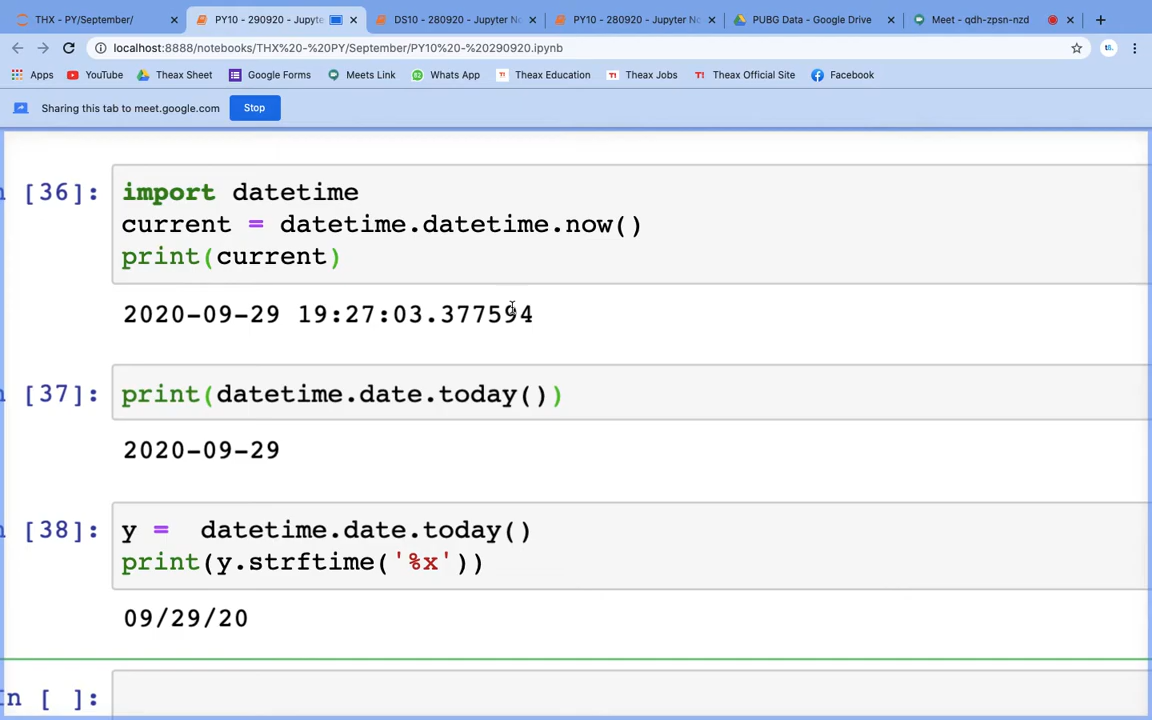 THX - PY/September/
PY10 - 290920 - Jupyte
DS10 - 280920 - Jupyter No
PY10 - 280920 - Jupyter N
PUBG Data - Google Drive
Meet - qdh-zpsn-nzd
localhost:8888/notebooks/THX%20-%20PY/September/PY10%20-%20290920.ipynb
Apps
YouTube
Theax Sheet
Google Forms
Meets Link
Whats App
Theax Education
Theax Jobs
Theax Official Site
Facebook
Sharing this tab to meet.google.com
Stop
n [36]:
import datetime
current = datetime.datetime.now()
print(current)
2020-09-29 19:27:03.377594
n [37]:
print(datetime.date.today())
2020-09-29
n [38]:
y =  datetime.date.today()
print(y.strftime('%x'))
09/29/20
In [ ]: